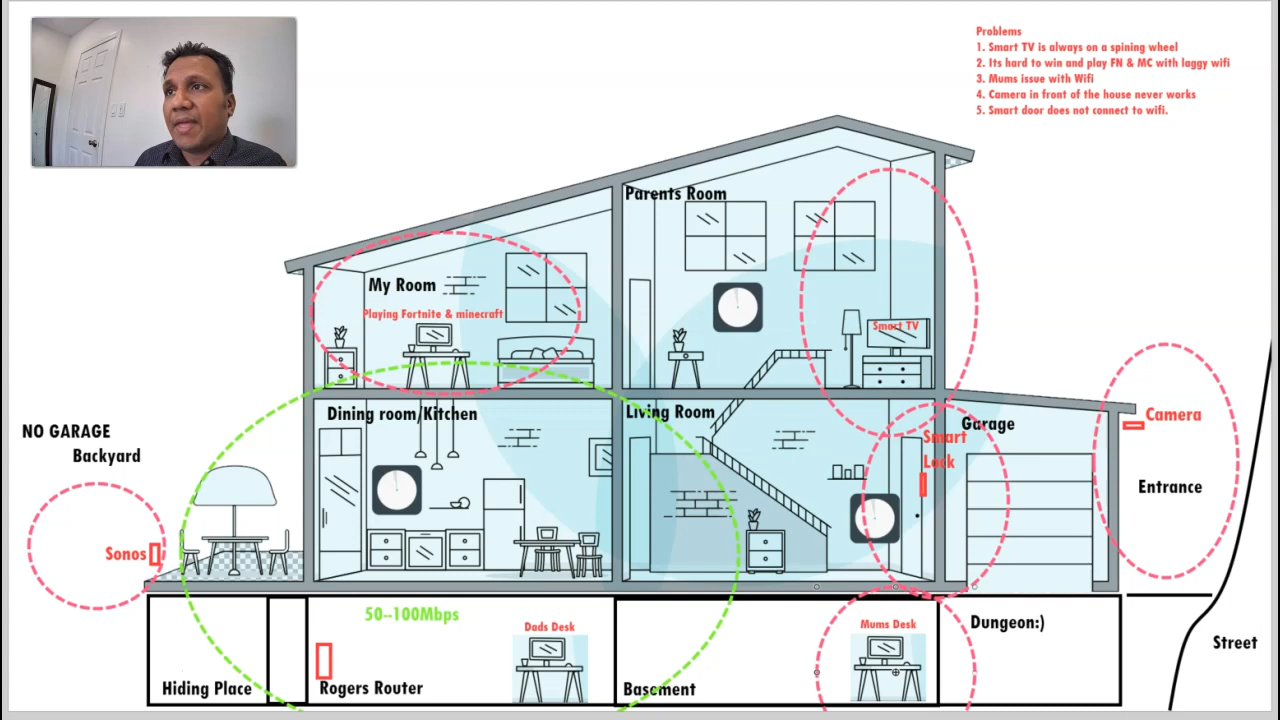 Problems
1. Smart TV is always on a spining wheel
2. Its hard to win and play FN & MC with laggy wifi
3. Mums issue with Wifi
4. Camera in front of the house never works
5. Smart door does not connect to wifi.
Parents Room
My Room
Playing Fortnite & minecraft
Smart TV
Dining room/Kitchen
Living Room
Garage
Camera
NO GARAGE
Backyard
Smart
Lock
Entrance
Sonos
50--100Mbps
Dads Desk
Mums Desk
Dungeon:)
Street
Hiding Place
Rogers Router
Basement